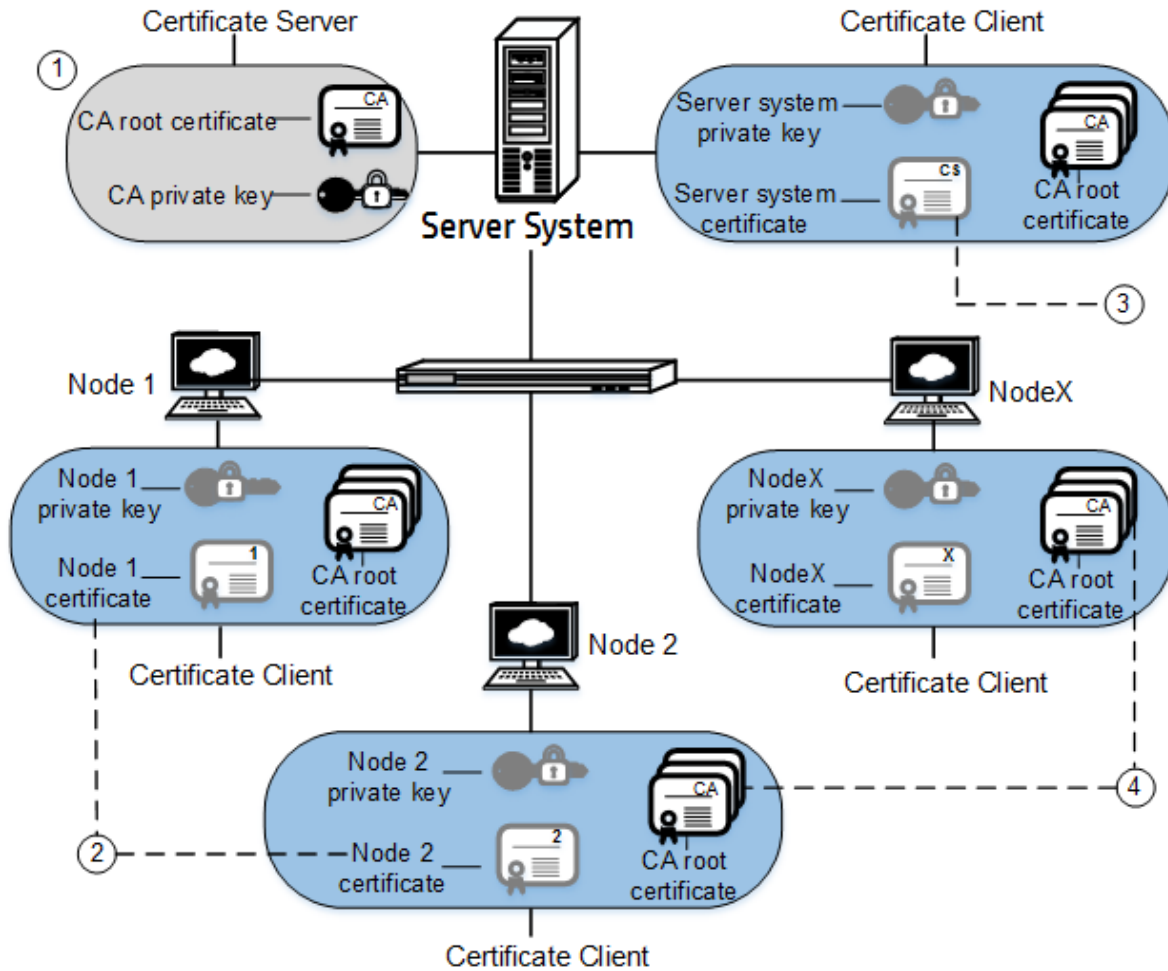 Certificate Server
Certificate Client
1
CA root certificate
CA
CA private key
Server System
Server system
private key
Server system
certificate
CS
CA
CA root
certificate
3
Node 1
NodeX
Node 1
private key
Node 1
certificate
1
CA
CA root
certificate
Certificate Client
NodeX
private key
NodeX
certificate
X
CA
CA root
certificate
Certificate Client
Node 2
Node 2
private key
Node 2
certificate
2
CA
CA root
certificate
Certificate Client
2
4